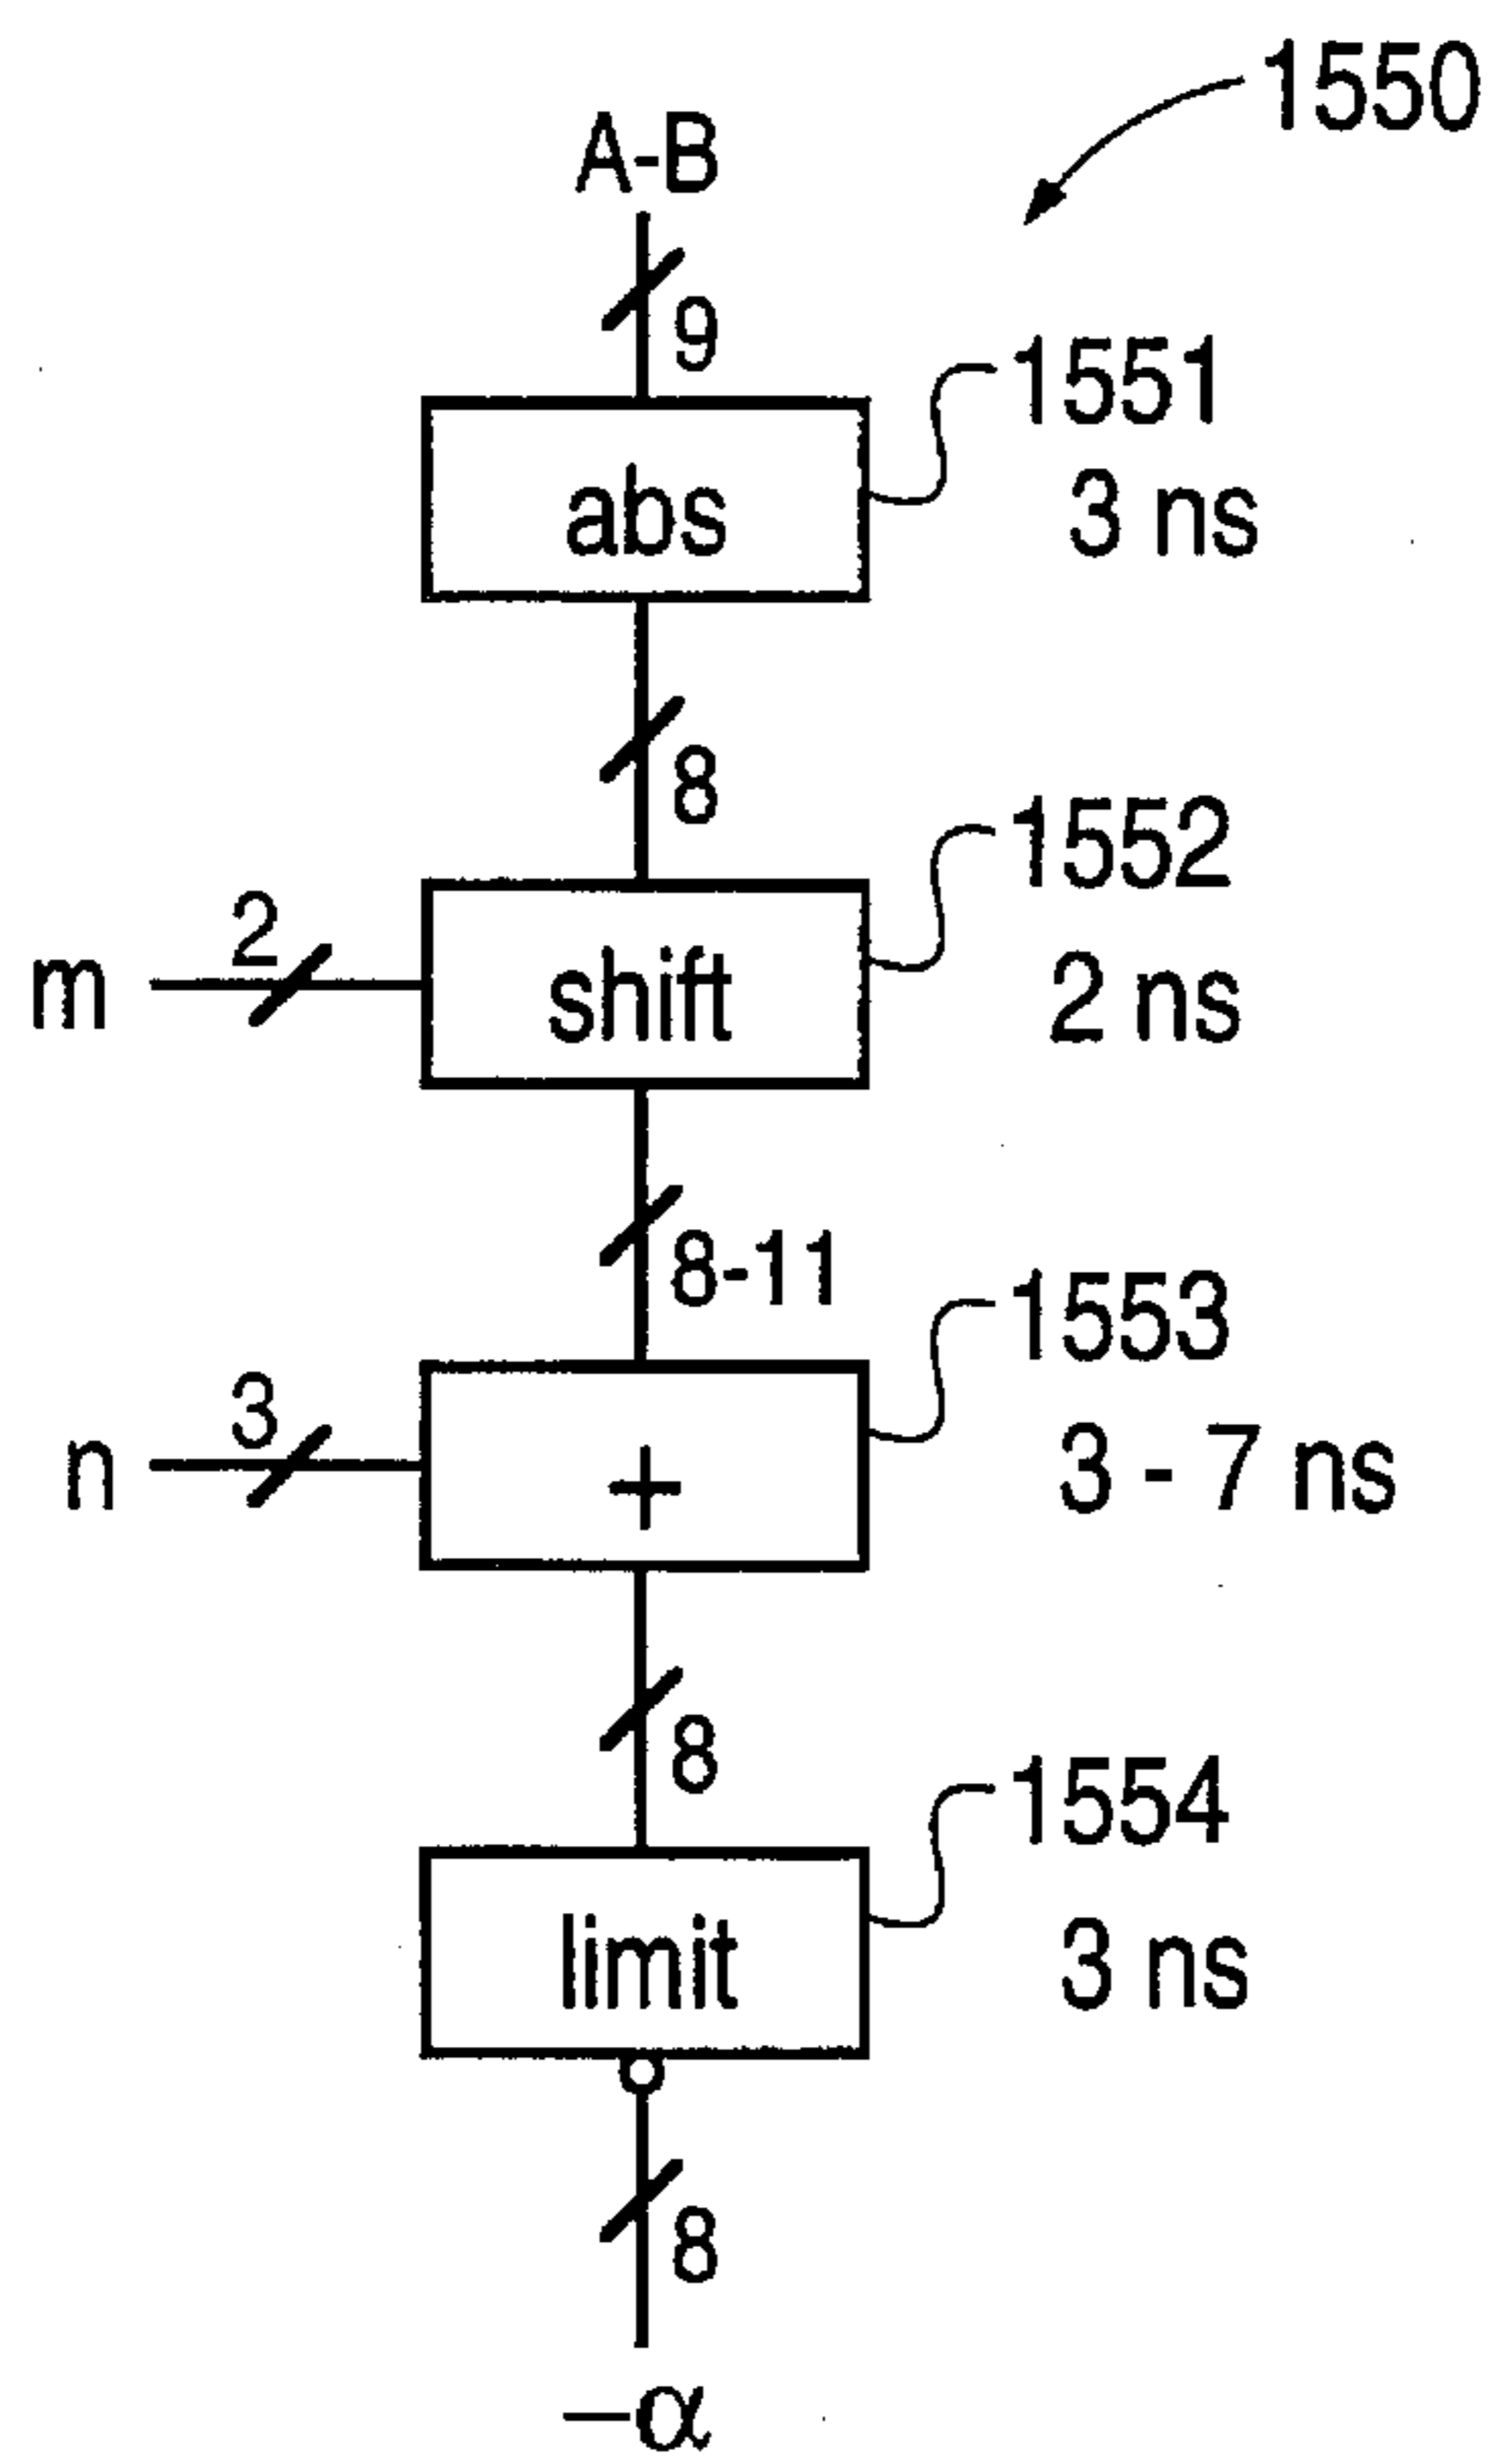 1550
A-B
9
1551
abs
3 ns
8
1552
2
m
shift
2 ns
8-11
1553
3
n
+
3 - 7 ns
8
1554
limit
3 ns
8
–α